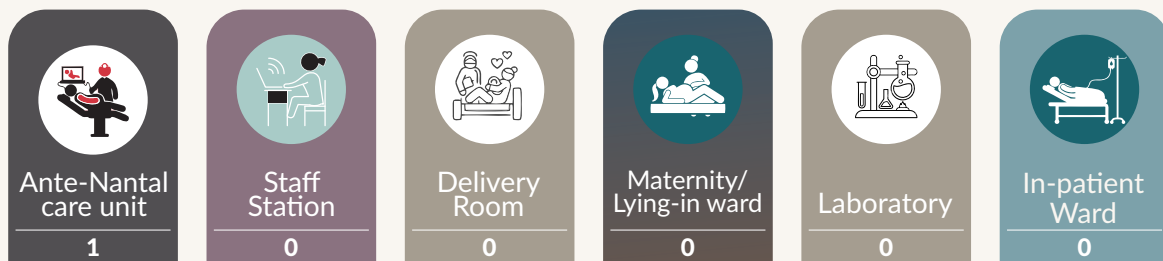 Ante-Nantal
care unit
1
Staff
Station
0
Delivery
Room
0
Maternity/
Lying-in ward
0
Laboratory
0
In-patient
Ward
0